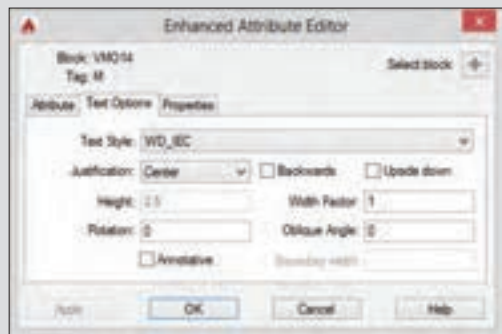 Enhanced Attribute Editor
Block: VMO14
Tag: M
Select block
Attribute Text Options Properties
Text Style: WD_IEC
Justification: Center Backwards Upside down
Height: 2.5 Width Factor: 1
Rotation: 0 Oblique Angle: 0
Annotative Boundary width:
Apply OK Cancel Help